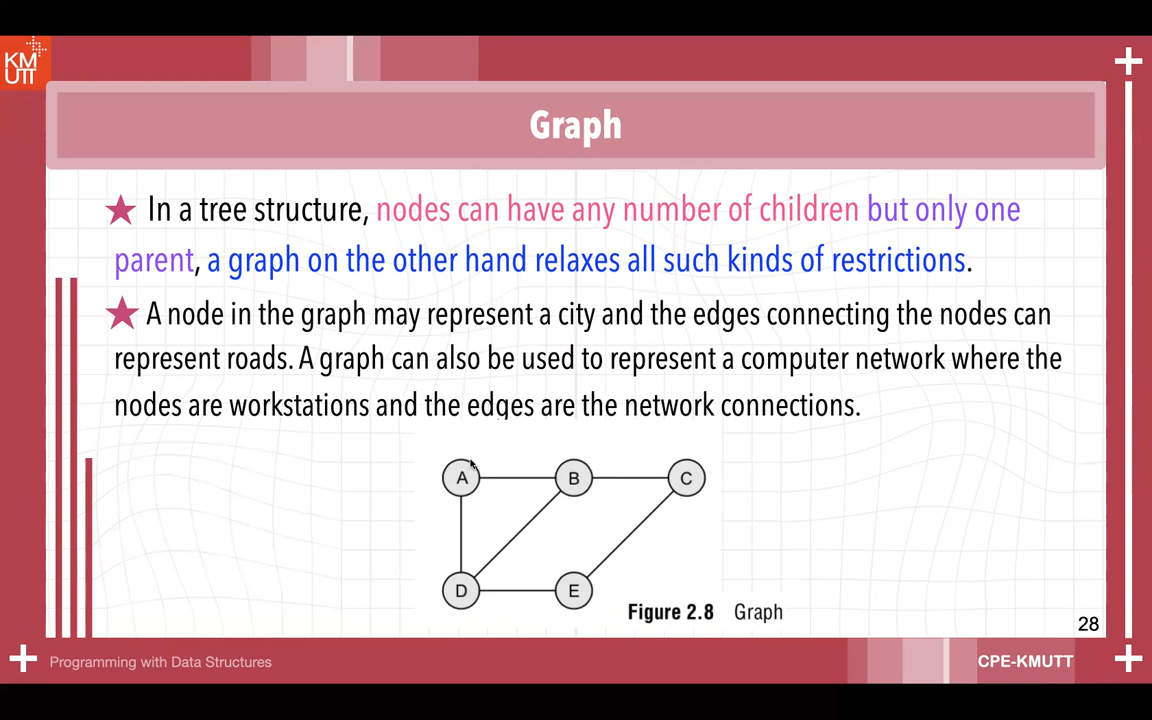 KM
UTT
Graph
★ In a tree structure, nodes can have any number of children but only one
parent, a graph on the other hand relaxes all such kinds of restrictions.
★ A node in the graph may represent a city and the edges connecting the nodes can
represent roads. A graph can also be used to represent a computer network where the
nodes are workstations and the edges are the network connections.
A B C
D E
Figure 2.8 Graph
28
Programming with Data Structures
CPE-KMUTT